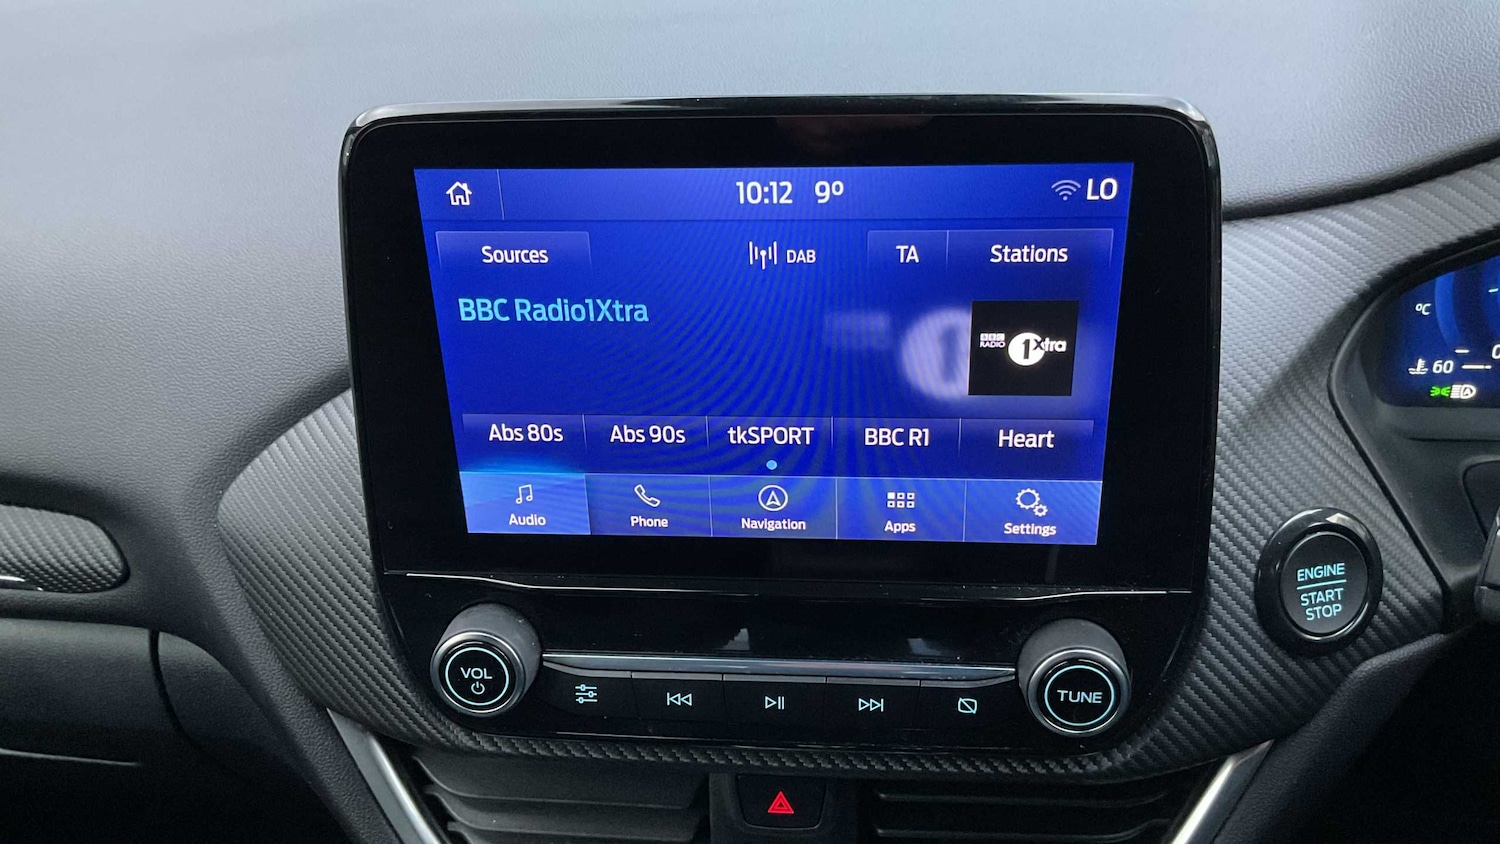 10:12 9º LO
Sources DAB TA Stations
BBC Radio1Xtra
BBC
RADIO 1Xtra
Abs 80s Abs 90s tkSPORT BBC R1 Heart
Audio Phone Navigation Apps Settings
°C
60
ENGINE
START
STOP
VOL
TUNE